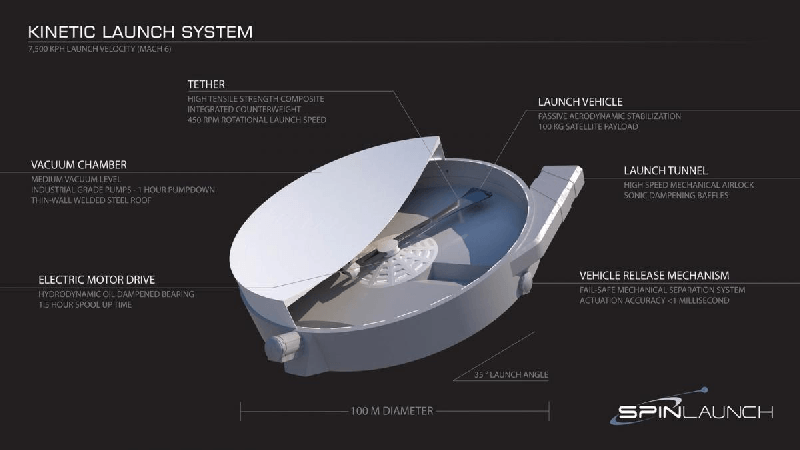 KINETIC LAUNCH SYSTEM
7,500 KPH LAUNCH VELOCITY (MACH 6)
TETHER
HIGH TENSILE STRENGTH COMPOSITE
INTEGRATED COUNTERWEIGHT
450 RPM ROTATIONAL LAUNCH SPEED
LAUNCH VEHICLE
PASSIVE AERODYNAMIC STABILIZATION
100 KG SATELLITE PAYLOAD
VACUUM CHAMBER
MEDIUM VACUUM LEVEL
INDUSTRIAL GRADE PUMPS - 1 HOUR PUMPDOWN
THIN-WALL WELDED STEEL ROOF
LAUNCH TUNNEL
HIGH SPEED MECHANICAL AIRLOCK
SONIC DAMPENING BAFFLES
ELECTRIC MOTOR DRIVE
HYDRODYNAMIC OIL DAMPENED BEARING
1.5 HOUR SPOOL UP TIME
VEHICLE RELEASE MECHANISM
FAIL-SAFE MECHANICAL SEPARATION SYSTEM
ACTUATION ACCURACY <1 MILLISECOND
35° LAUNCH ANGLE
100 M DIAMETER
SPINLAUNCH